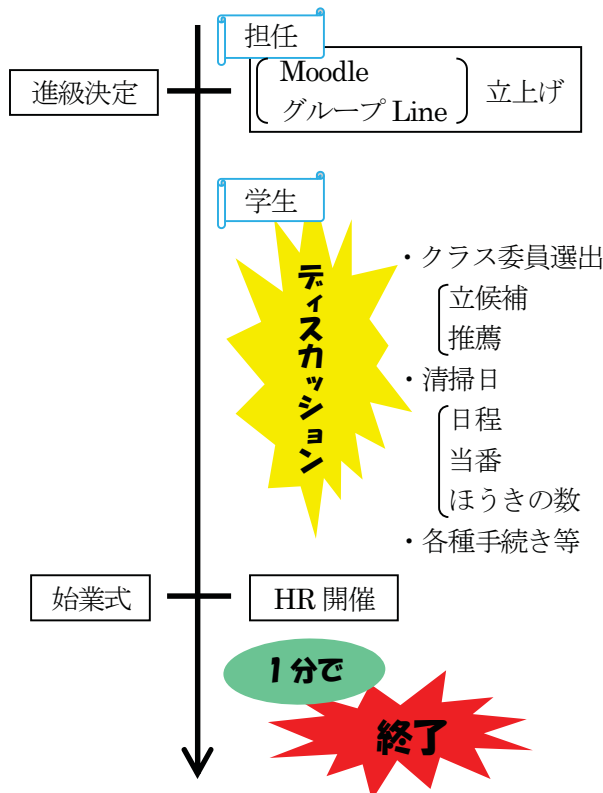 担任
進級決定
Moodle
グループ Line
立上げ
学生
ディスカッション
・クラス委員選出
立候補
推薦
・清掃日
日程
当番
ほうきの数
・各種手続き等
始業式
HR 開催
1分で
終了